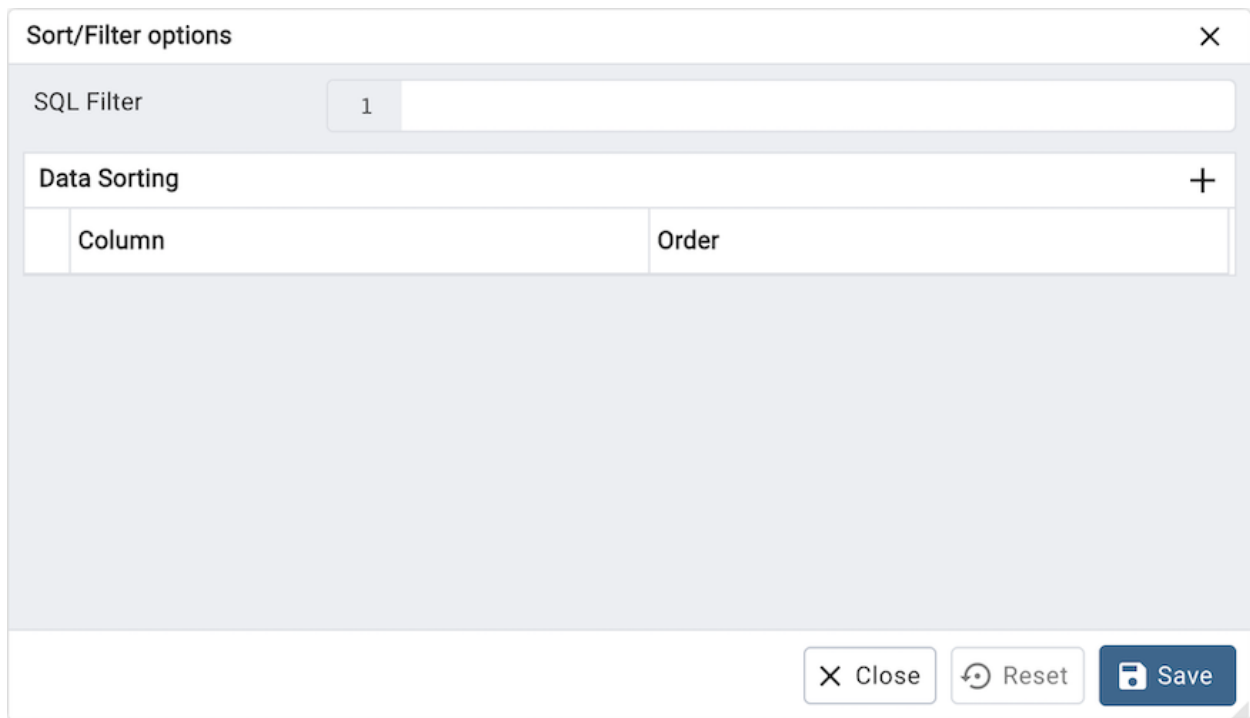 Sort/Filter options
SQL Filter
1
Data Sorting
Column Order
Close Reset Save